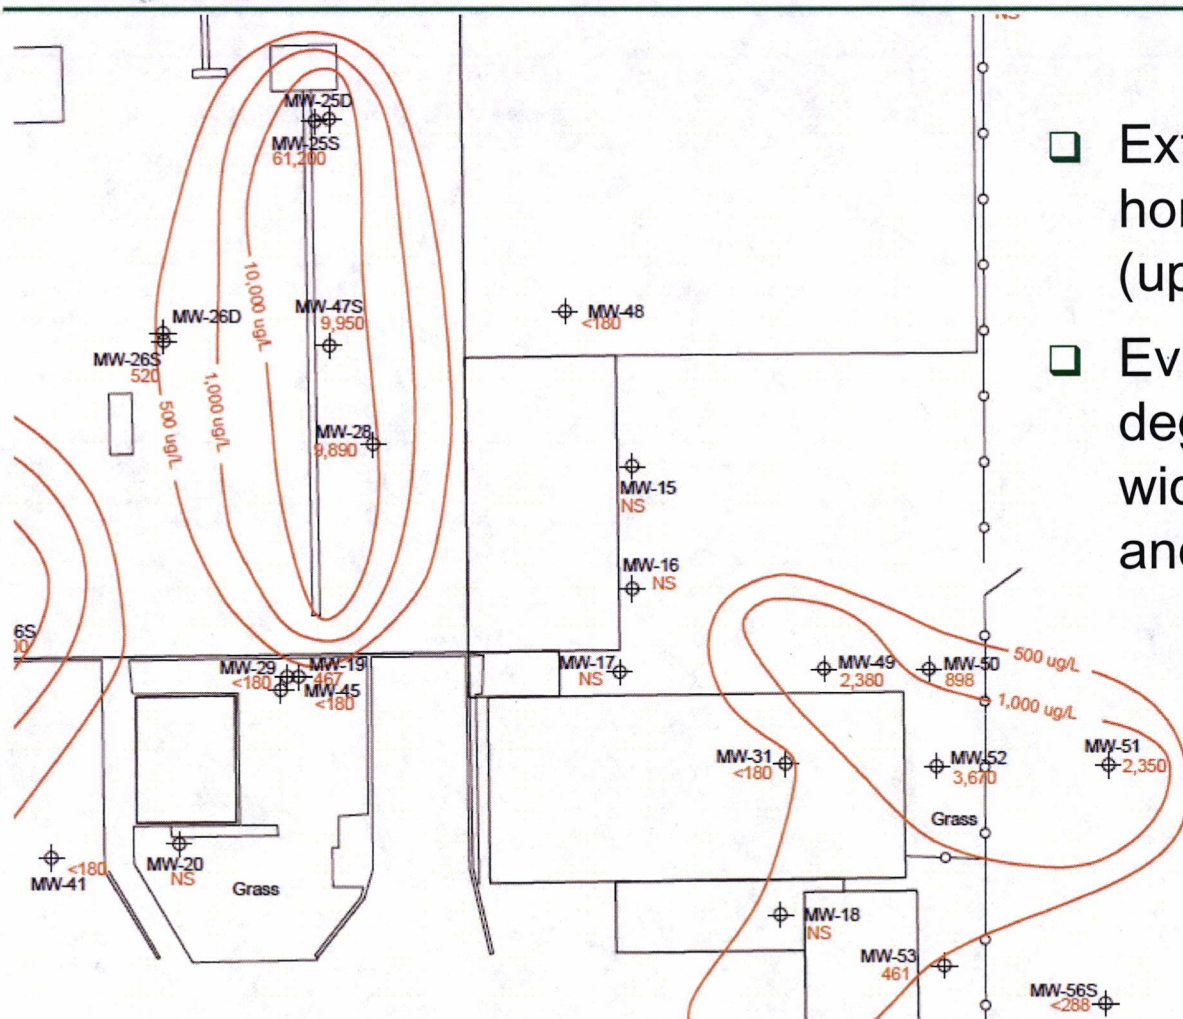 NS
MW-25D
MW-25S
61,200
MW-26D
MW-26S
520
10,000 ug/L
1,000 ug/L
500 ug/L
MW-47S
9,950
MW-28
9,890
MW-48
<180
MW-15
NS
MW-16
NS
6S
MW-29
<180
MW-19
467
MW-45
<180
MW-17
NS
MW-49
2,380
MW-50
898
500 ug/L
1,000 ug/L
MW-31
<180
MW-52
3,670
MW-51
2,350
Grass
MW-41
<180
MW-20
NS
Grass
MW-18
NS
MW-53
461
MW-56S
<288
Ex
hor
(up
Ev
deg
wid
and